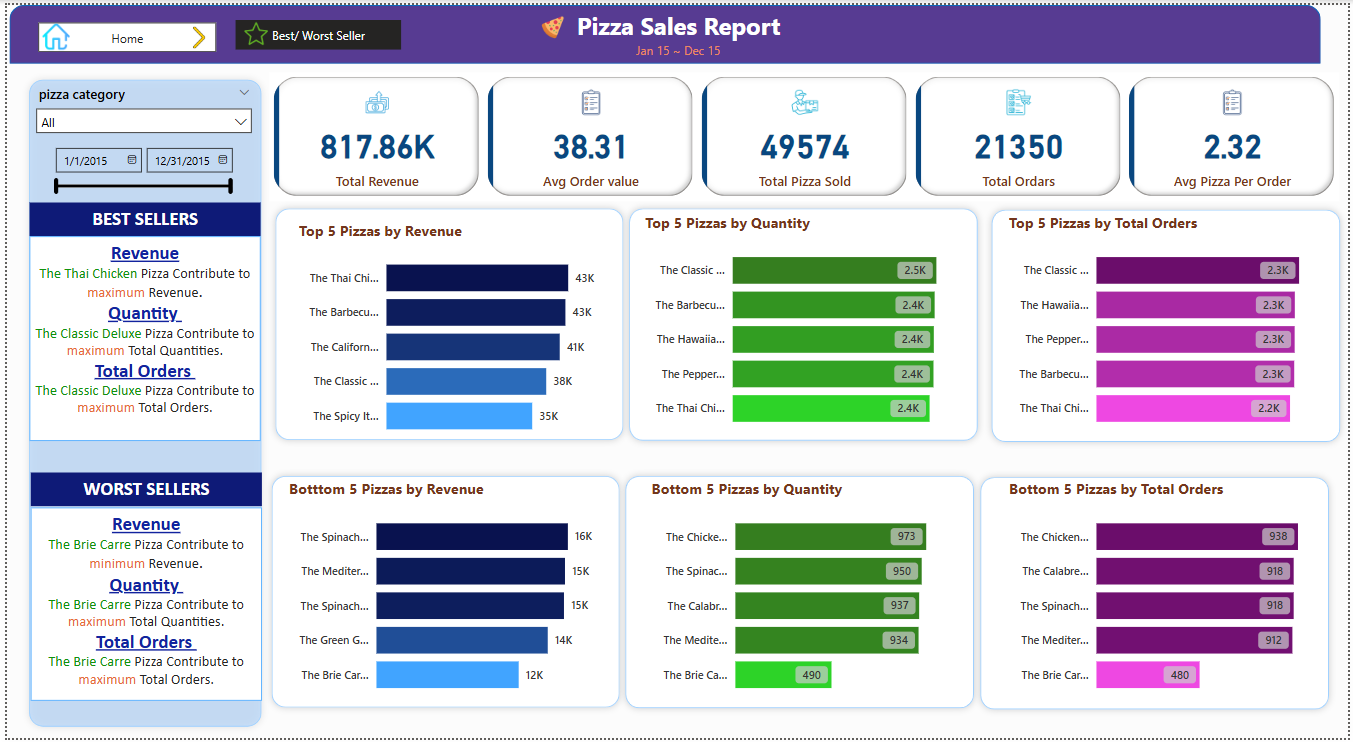 Home
Best/ Worst Seller
Pizza Sales Report
Jan 15 ~ Dec 15
pizza category
All
1/1/2015
12/31/2015
BEST SELLERS
Revenue
The Thai Chicken Pizza Contribute to
maximum Revenue.
Quantity
The Classic Deluxe Pizza Contribute to
maximum Total Quantities.
Total Orders
The Classic Deluxe Pizza Contribute to
maximum Total Orders.
WORST SELLERS
Revenue
The Brie Carre Pizza Contribute to
minimum Revenue.
Quantity
The Brie Carre Pizza Contribute to
maximum Total Quantities.
Total Orders
The Brie Carre Pizza Contribute to
maximum Total Orders.
817.86K
Total Revenue
38.31
Avg Order value
49574
Total Pizza Sold
21350
Total Ordars
2.32
Avg Pizza Per Order
Top 5 Pizzas by Revenue
The Thai Chi... 43K
The Barbecu... 43K
The Californ... 41K
The Classic ... 38K
The Spicy It... 35K
Top 5 Pizzas by Quantity
The Classic ... 2.5K
The Barbecu... 2.4K
The Hawaiia... 2.4K
The Pepper... 2.4K
The Thai Chi... 2.4K
Top 5 Pizzas by Total Orders
The Classic ... 2.3K
The Hawaiia... 2.3K
The Pepper... 2.3K
The Barbecu... 2.3K
The Thai Chi... 2.2K
Botttom 5 Pizzas by Revenue
The Spinach... 16K
The Mediter... 15K
The Spinach... 15K
The Green G... 14K
The Brie Car... 12K
Bottom 5 Pizzas by Quantity
The Chicke... 973
The Spinac... 950
The Calabr... 937
The Medite... 934
The Brie Ca... 490
Bottom 5 Pizzas by Total Orders
The Chicken... 938
The Calabre... 918
The Spinach... 918
The Mediter... 912
The Brie Car... 480